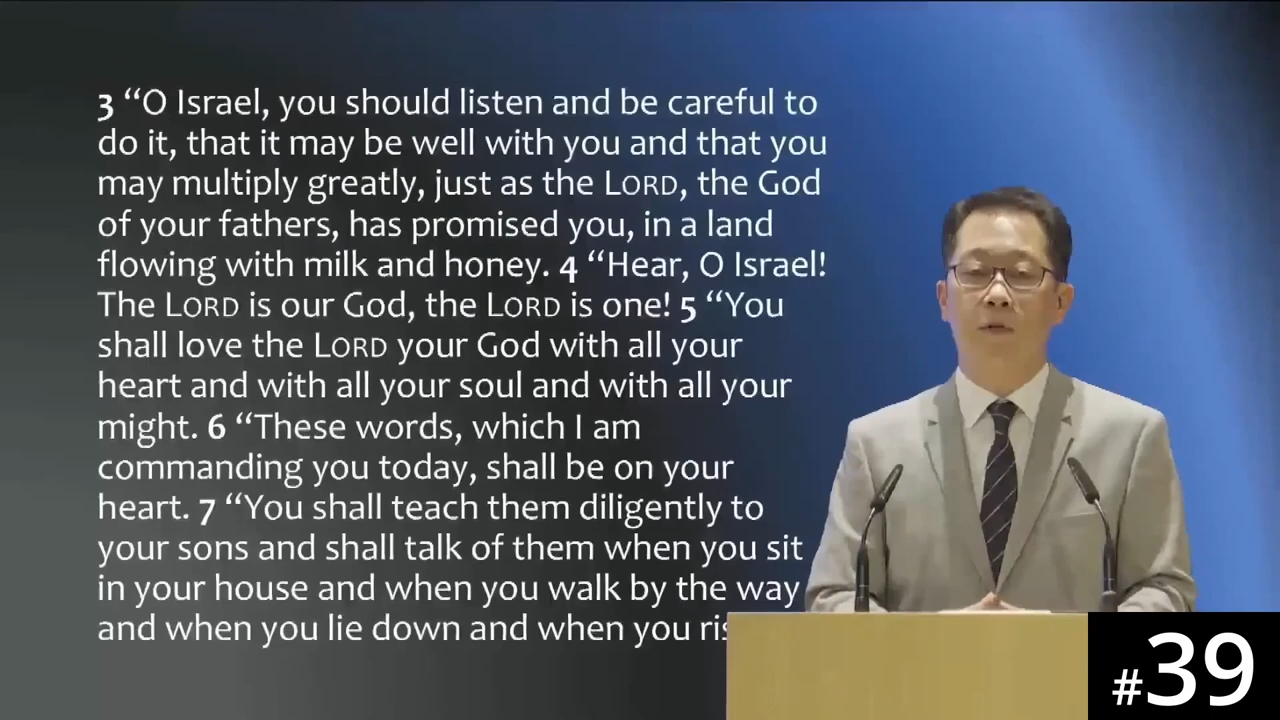 3 “O Israel, you should listen and be careful to
do it, that it may be well with you and that you
may multiply greatly, just as the LORD, the God
of your fathers, has promised you, in a land
flowing with milk and honey. 4 “Hear, O Israel!
The LORD is our God, the LORD is one! 5 “You
shall love the LORD your God with all your
heart and with all your soul and with all your
might. 6 “These words, which I am
commanding you today, shall be on your
heart. 7 “You shall teach them diligently to
your sons and shall talk of them when you sit
in your house and when you walk by the way
and when you lie down and when you
#39